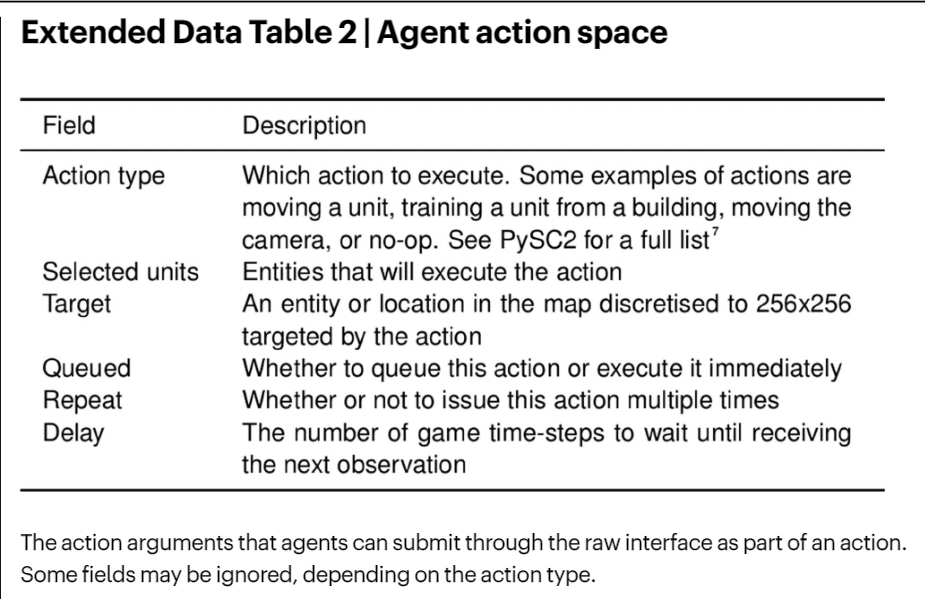 Extended Data Table 2 | Agent action space
Field Description
Action type Which action to execute. Some examples of actions are
moving a unit, training a unit from a building, moving the
camera, or no-op. See PySC2 for a full list⁷
Selected units Entities that will execute the action
Target An entity or location in the map discretised to 256x256
targeted by the action
Queued Whether to queue this action or execute it immediately
Repeat Whether or not to issue this action multiple times
Delay The number of game time-steps to wait until receiving
the next observation
The action arguments that agents can submit through the raw interface as part of an action.
Some fields may be ignored, depending on the action type.